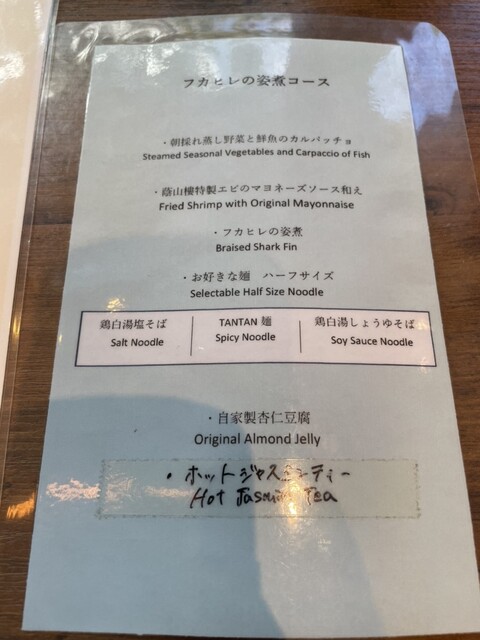 フカヒレの姿煮コース
・朝採れ蒸し野菜と鮮魚のカルパッチョ
Steamed Seasonal Vegetables and Carpaccio of Fish
・蔭山樓特製エビのマヨネーズソース和え
Fried Shrimp with Original Mayonnaise
・フカヒレの姿煮
Braised Shark Fin
・お好きな麺　ハーフサイズ
Selectable Half Size Noodle
鶏白湯塩そば
Salt Noodle
TANTAN 麺
Spicy Noodle
鶏白湯しょうゆそば
Soy Sauce Noodle
・自家製杏仁豆腐
Original Almond Jelly
・ホットジャスミンティー
Hot Jasmine Tea